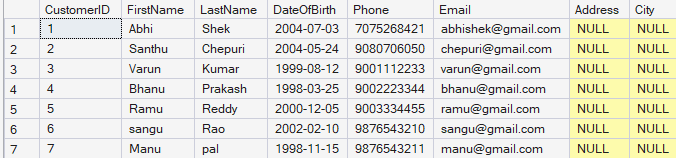 CustomerID FirstName LastName DateOfBirth Phone Email Address City
1 1 Abhi Shek 2004-07-03 7075268421 abhishek@gmail.com NULL NULL
2 2 Santhu Chepuri 2004-05-24 9080706050 chepuri@gmail.com NULL NULL
3 3 Varun Kumar 1999-08-12 9001112233 varun@gmail.com NULL NULL
4 4 Bhanu Prakash 1998-03-25 9002223344 bhanu@gmail.com NULL NULL
5 5 Ramu Reddy 2000-12-05 9003334455 ramu@gmail.com NULL NULL
6 6 sangu Rao 2002-02-10 9876543210 sangu@gmail.com NULL NULL
7 7 Manu pal 1998-11-15 9876543211 manu@gmail.com NULL NULL